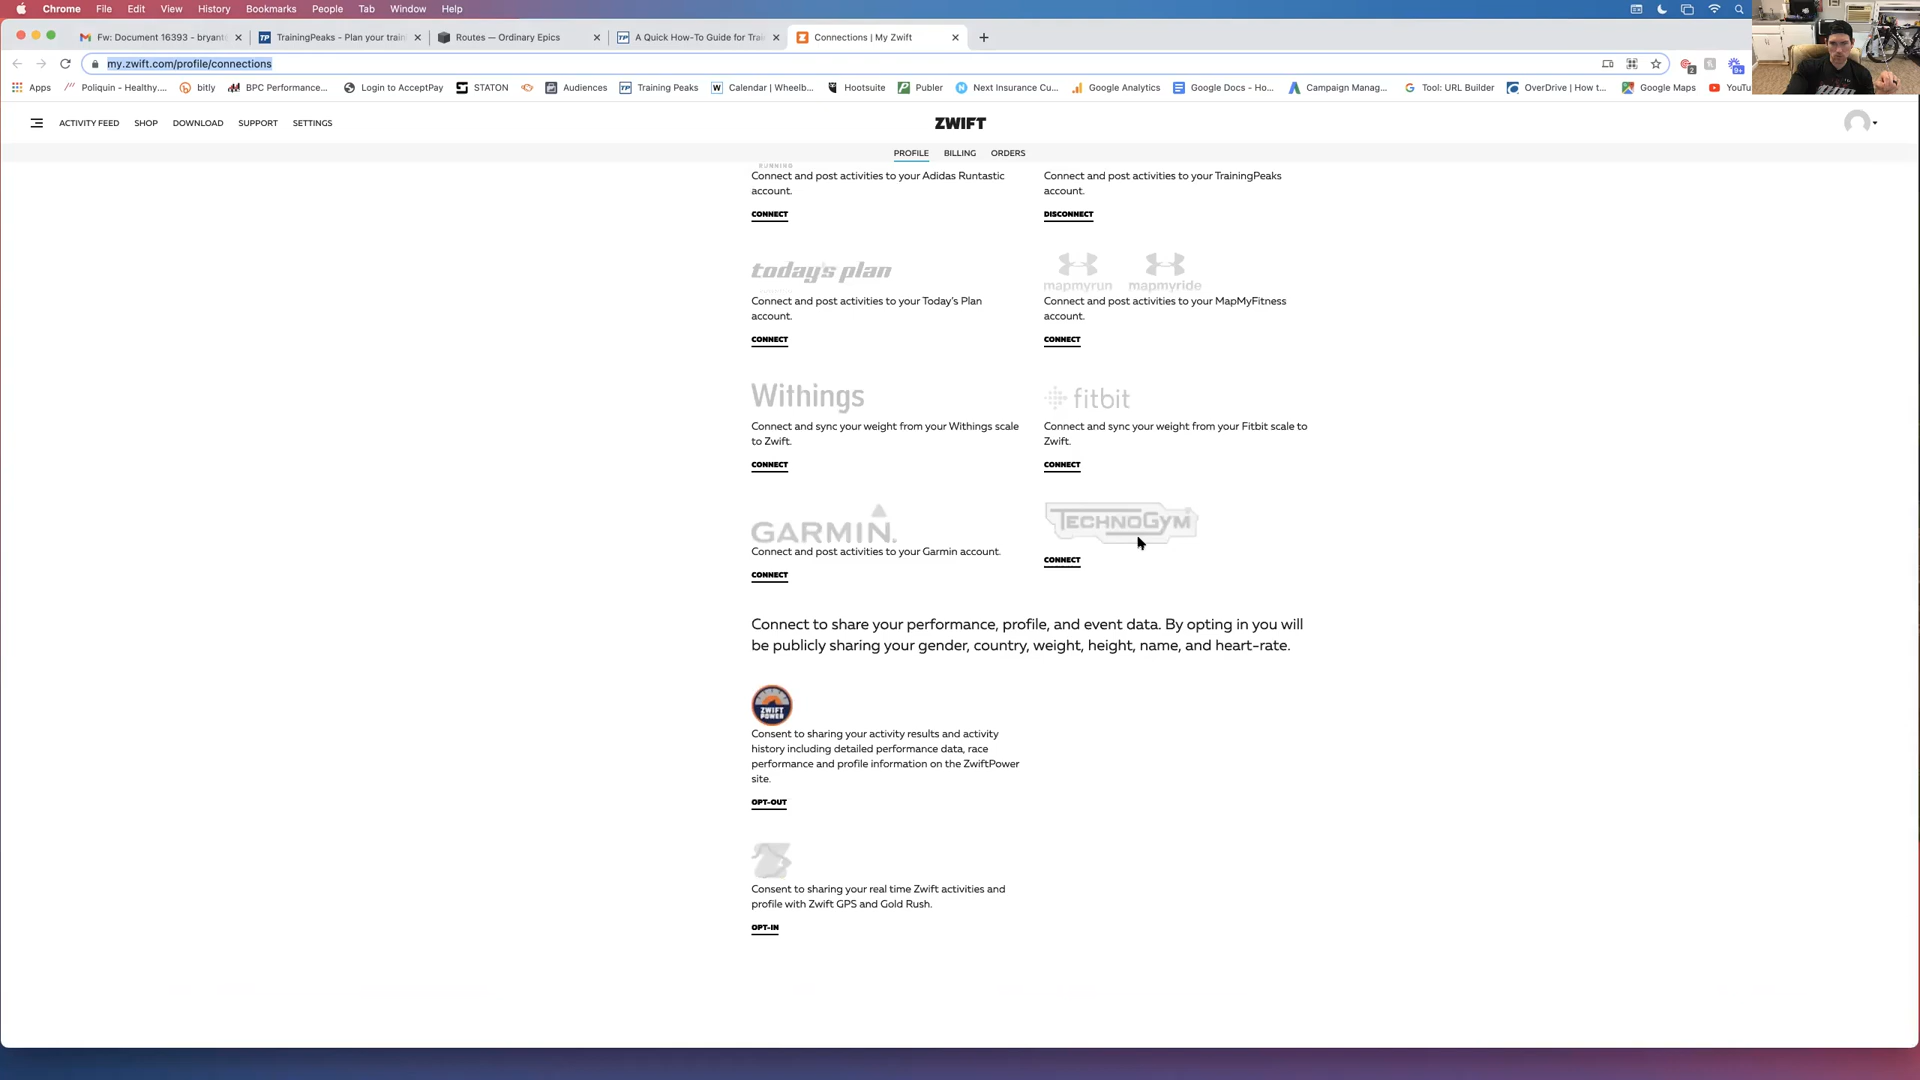 Chrome File Edit View History Bookmarks People Tab Window Help
Fw: Document 16393 - bryant
TrainingPeaks - Plan your train
Routes — Ordinary Epics
A Quick How-To Guide for Trai
Connections | My Zwift
my.zwift.com/profile/connections
Apps
Poliquin - Healthy....
bitly
BPC Performance...
Login to AcceptPay
STATON
Audiences
Training Peaks
Calendar | Wheelb...
Hootsuite
Publer
Next Insurance Cu...
Google Analytics
Google Docs - Ho...
Campaign Manag...
Tool: URL Builder
OverDrive | How t...
Google Maps
YouTu
ACTIVITY FEED SHOP DOWNLOAD SUPPORT SETTINGS
ZWIFT
PROFILE BILLING ORDERS
RUNNING
Connect and post activities to your Adidas Runtastic
account.
CONNECT
Connect and post activities to your TrainingPeaks
account.
DISCONNECT
today's plan
Connect and post activities to your Today's Plan
account.
CONNECT
mapmyrun mapmyride
Connect and post activities to your MapMyFitness
account.
CONNECT
Withings
Connect and sync your weight from your Withings scale
to Zwift.
CONNECT
fitbit
Connect and sync your weight from your Fitbit scale to
Zwift.
CONNECT
GARMIN.
Connect and post activities to your Garmin account.
CONNECT
TECHNOGYM
CONNECT
Connect to share your performance, profile, and event data. By opting in you will
be publicly sharing your gender, country, weight, height, name, and heart-rate.
ZWIFT
POWER
Consent to sharing your activity results and activity
history including detailed performance data, race
performance and profile information on the ZwiftPower
site.
OPT-OUT
Consent to sharing your real time Zwift activities and
profile with Zwift GPS and Gold Rush.
OPT-IN